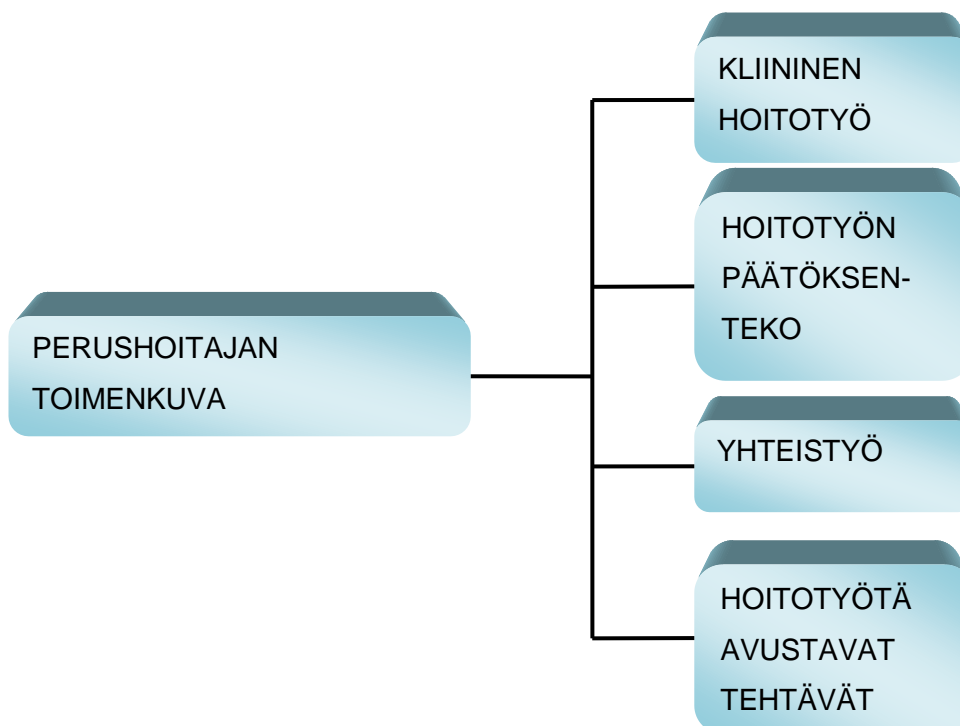 PERUSHOITAJAN
TOIMENKUVA
KLIININEN
HOITOTYÖ
HOITOTYÖN
PÄÄTÖKSEN-
TEKO
YHTEISTYÖ
HOITOTYÖTÄ
AVUSTAVAT
TEHTÄVÄT